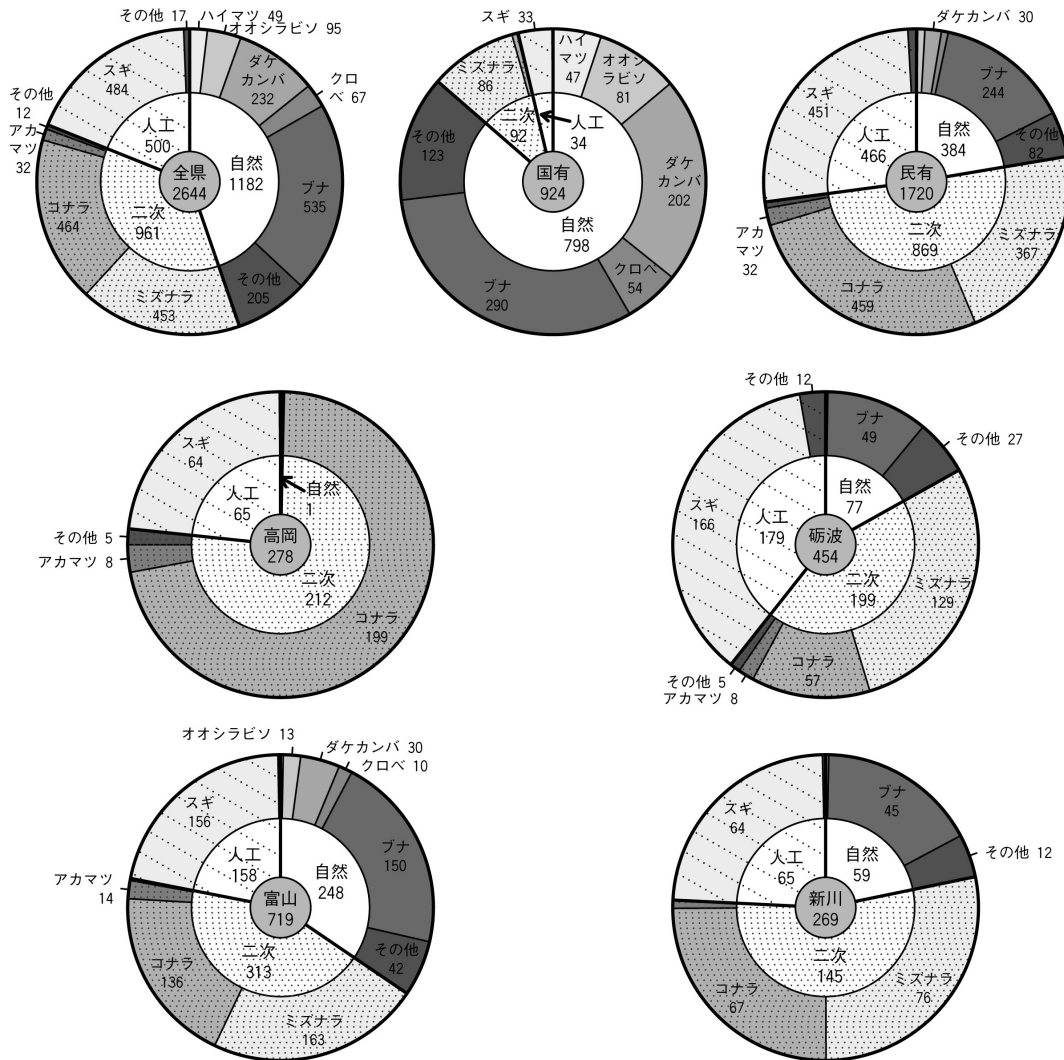 その他 17
ハイマツ 49
オオシラビソ 95
ダケ
カンバ
232
クロ
ベ 67
ブナ
535
その他
205
ミズナラ
453
コナラ
464
アカ
マツ
32
その他
12
スギ
484
人工
500
自然
1182
二次
961
全県
2644
スギ 33
ハイ
マツ
47
オオシ
ラビソ
81
ダケ
カンバ
202
クロベ
54
ブナ
290
その他
123
ミズナラ
86
二次
92
人工
34
自然
798
国有
924
ダケカンバ 30
ブナ
244
その他
82
ミズナラ
367
コナラ
459
アカ
マツ
32
スギ
451
人工
466
自然
384
二次
869
民有
1720
スギ
64
その他 5
アカマツ 8
コナラ
199
人工
65
自然
1
二次
212
高岡
278
その他 12
ブナ
49
その他 27
ミズナラ
129
コナラ
57
その他 5
アカマツ 8
スギ
166
人工
179
自然
77
二次
199
砺波
454
オオシラビソ 13
ダケカンバ 30
クロベ 10
ブナ
150
その他
42
ミズナラ
163
コナラ
136
アカマツ
14
スギ
156
人工
158
自然
248
二次
313
富山
719
ブナ
45
その他 12
ミズナラ
76
コナラ
67
スギ
64
人工
65
自然
59
二次
145
新川
269